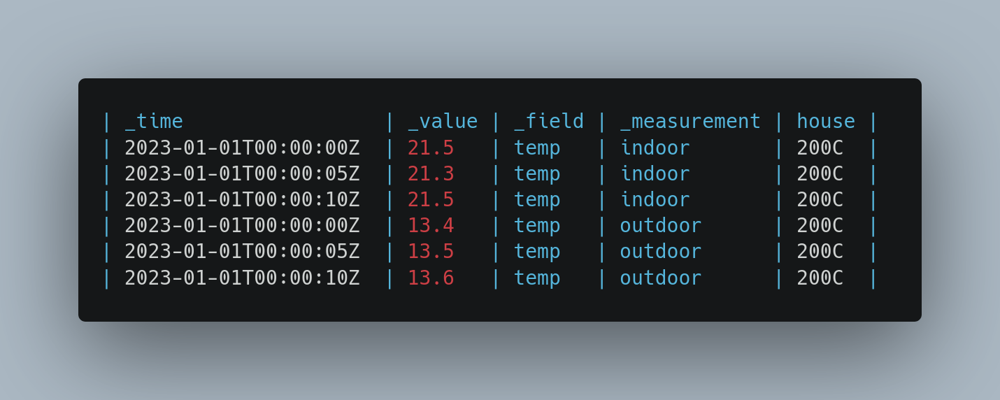 | _time                 | _value | _field | _measurement | house |
| 2023-01-01T00:00:00Z  | 21.5   | temp   | indoor       | 200C  |
| 2023-01-01T00:00:05Z  | 21.3   | temp   | indoor       | 200C  |
| 2023-01-01T00:00:10Z  | 21.5   | temp   | indoor       | 200C  |
| 2023-01-01T00:00:00Z  | 13.4   | temp   | outdoor      | 200C  |
| 2023-01-01T00:00:05Z  | 13.5   | temp   | outdoor      | 200C  |
| 2023-01-01T00:00:10Z  | 13.6   | temp   | outdoor      | 200C  |